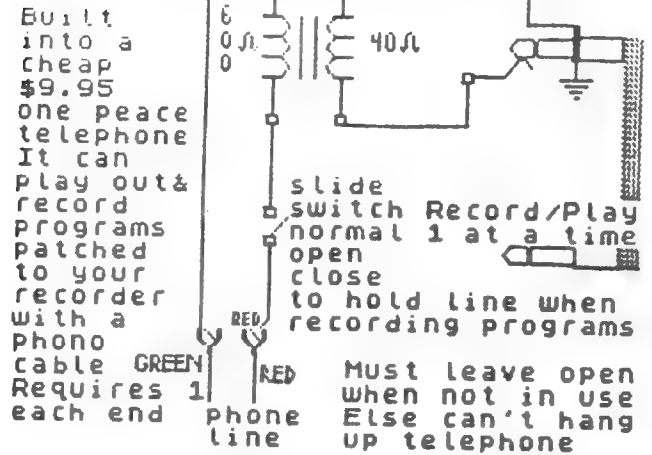 Built
into a
cheap
$9.95
one peace
telephone
It can
play out&
record
programs
patched
to your
recorder
with a
phono
cable
Requires 1
each end
6
0Ω
0
40Ω
slide
switch Record/Play
normal 1 at a time
open
close
to hold line when
recording programs
RED
GREEN
RED
phone
line
Must leave open
when not in use
Else can't hang
up telephone